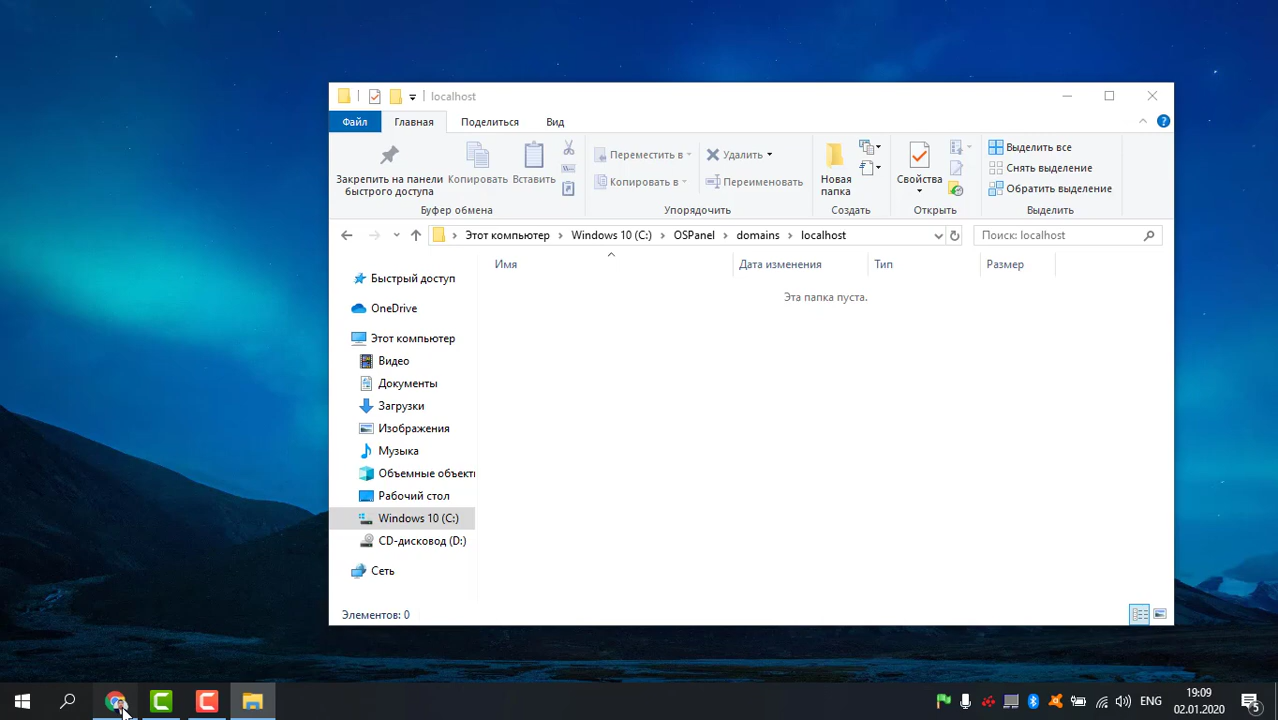 localhost
Файл Главная Поделиться Вид
Закрепить на панели
быстрого доступа
Копировать
Вставить
Переместить в
Копировать в
Удалить
Переименовать
Новая
папка
Свойства
Выделить все
Снять выделение
Обратить выделение
Буфер обмена Упорядочить Создать Открыть Выделить
Этот компьютер Windows 10 (C:) OSPanel domains localhost
Поиск: localhost
Имя Дата изменения Тип Размер
Эта папка пуста.
Быстрый доступ
OneDrive
Этот компьютер
Видео
Документы
Загрузки
Изображения
Музыка
Объемные объект
Рабочий стол
Windows 10 (C:)
CD-дисковод (D:)
Сеть
Элементов: 0
ENG
19:09
02.01.2020
5